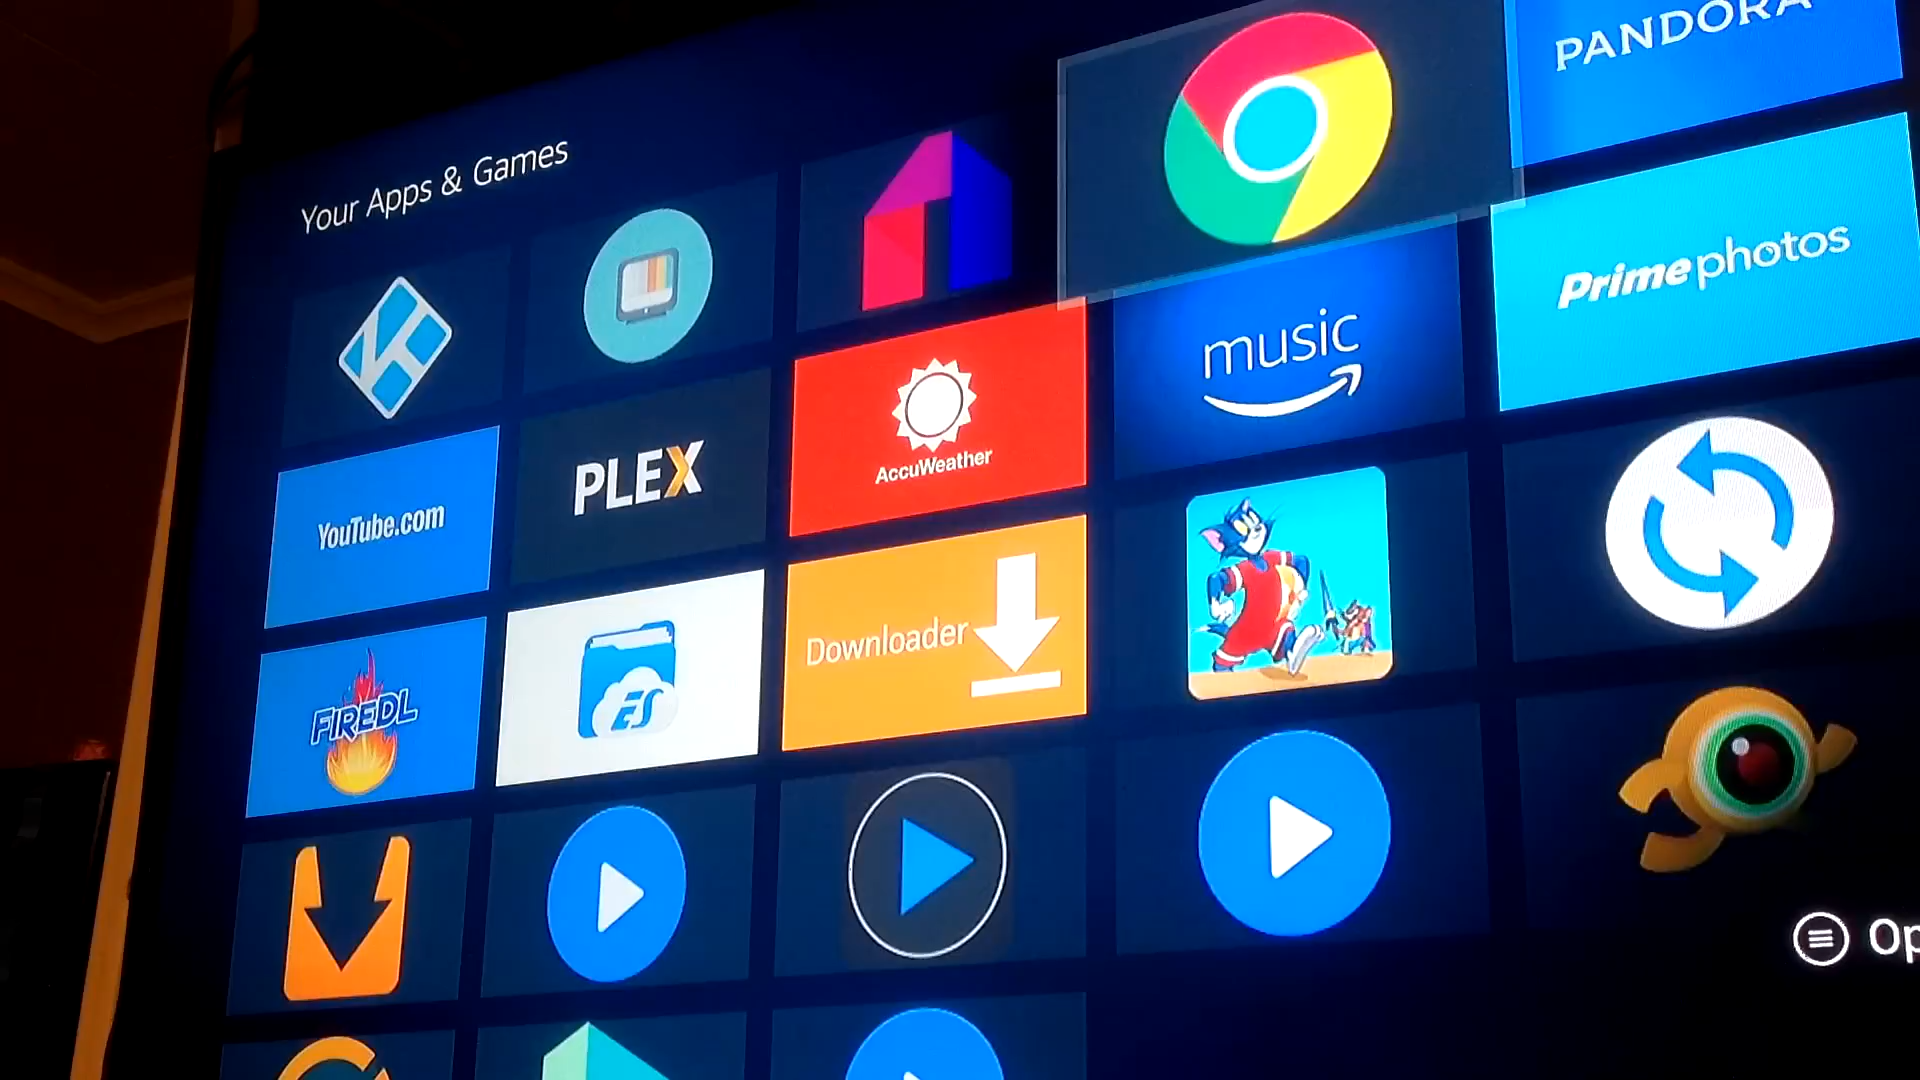 Your Apps & Games
PANDORA
music
Prime photos
YouTube.com
PLEX
AccuWeather
FIREDL
ES
Downloader
Op